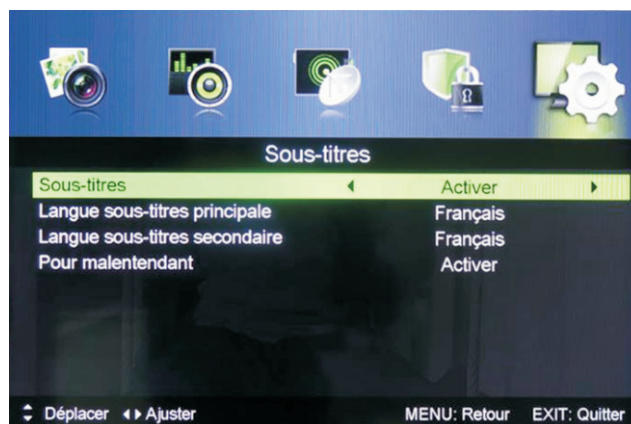 Sous-titres
Sous-titres Activer
Langue sous-titres principale Français
Langue sous-titres secondaire Français
Pour malentendant Activer
Déplacer Ajuster MENU: Retour EXIT: Quitter